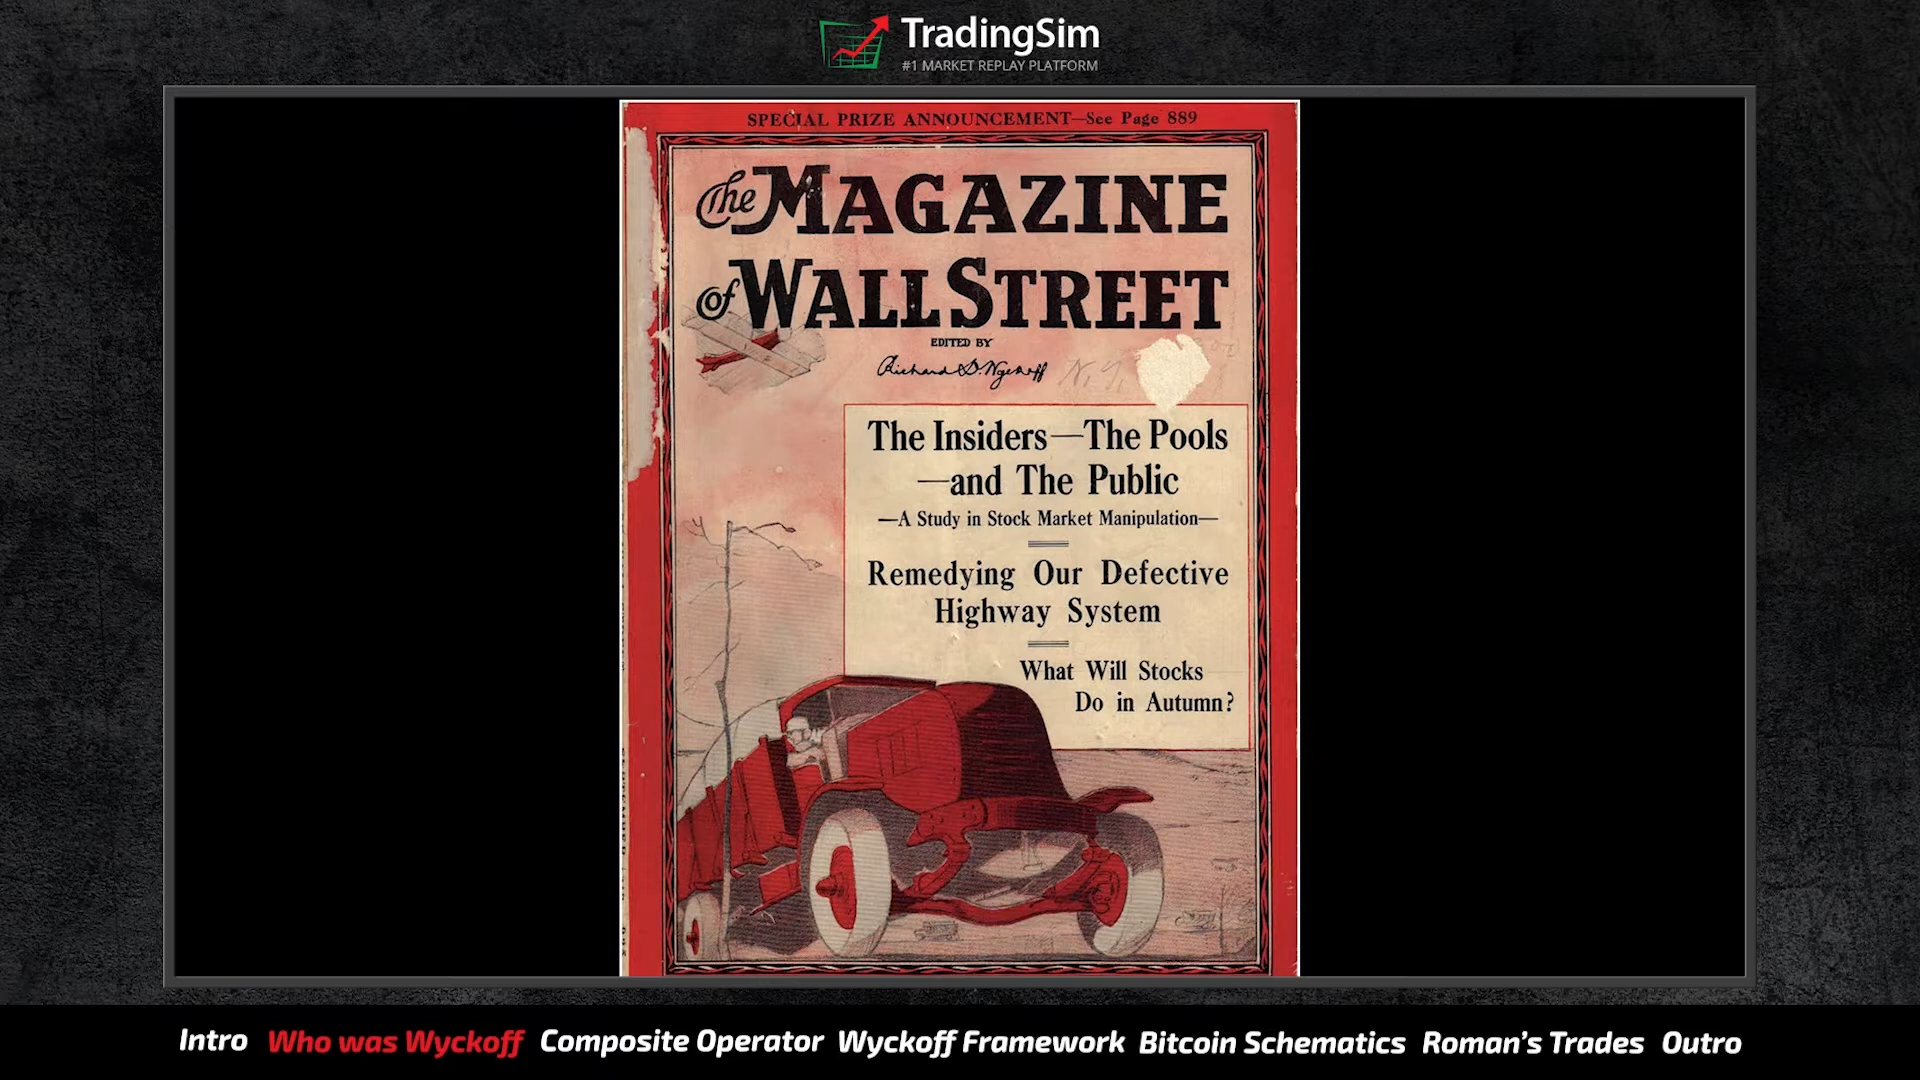 TradingSim
#1 MARKET REPLAY PLATFORM
SPECIAL PRIZE ANNOUNCEMENT—See Page 889
The MAGAZINE
of WALL STREET
EDITED BY
Richard D. Wyckoff
N.Y.
The Insiders—The Pools
—and The Public
—A Study in Stock Market Manipulation—
Remedying Our Defective
Highway System
What Will Stocks
Do in Autumn?
Intro Who was Wyckoff Composite Operator Wyckoff Framework Bitcoin Schematics Roman's Trades Outro